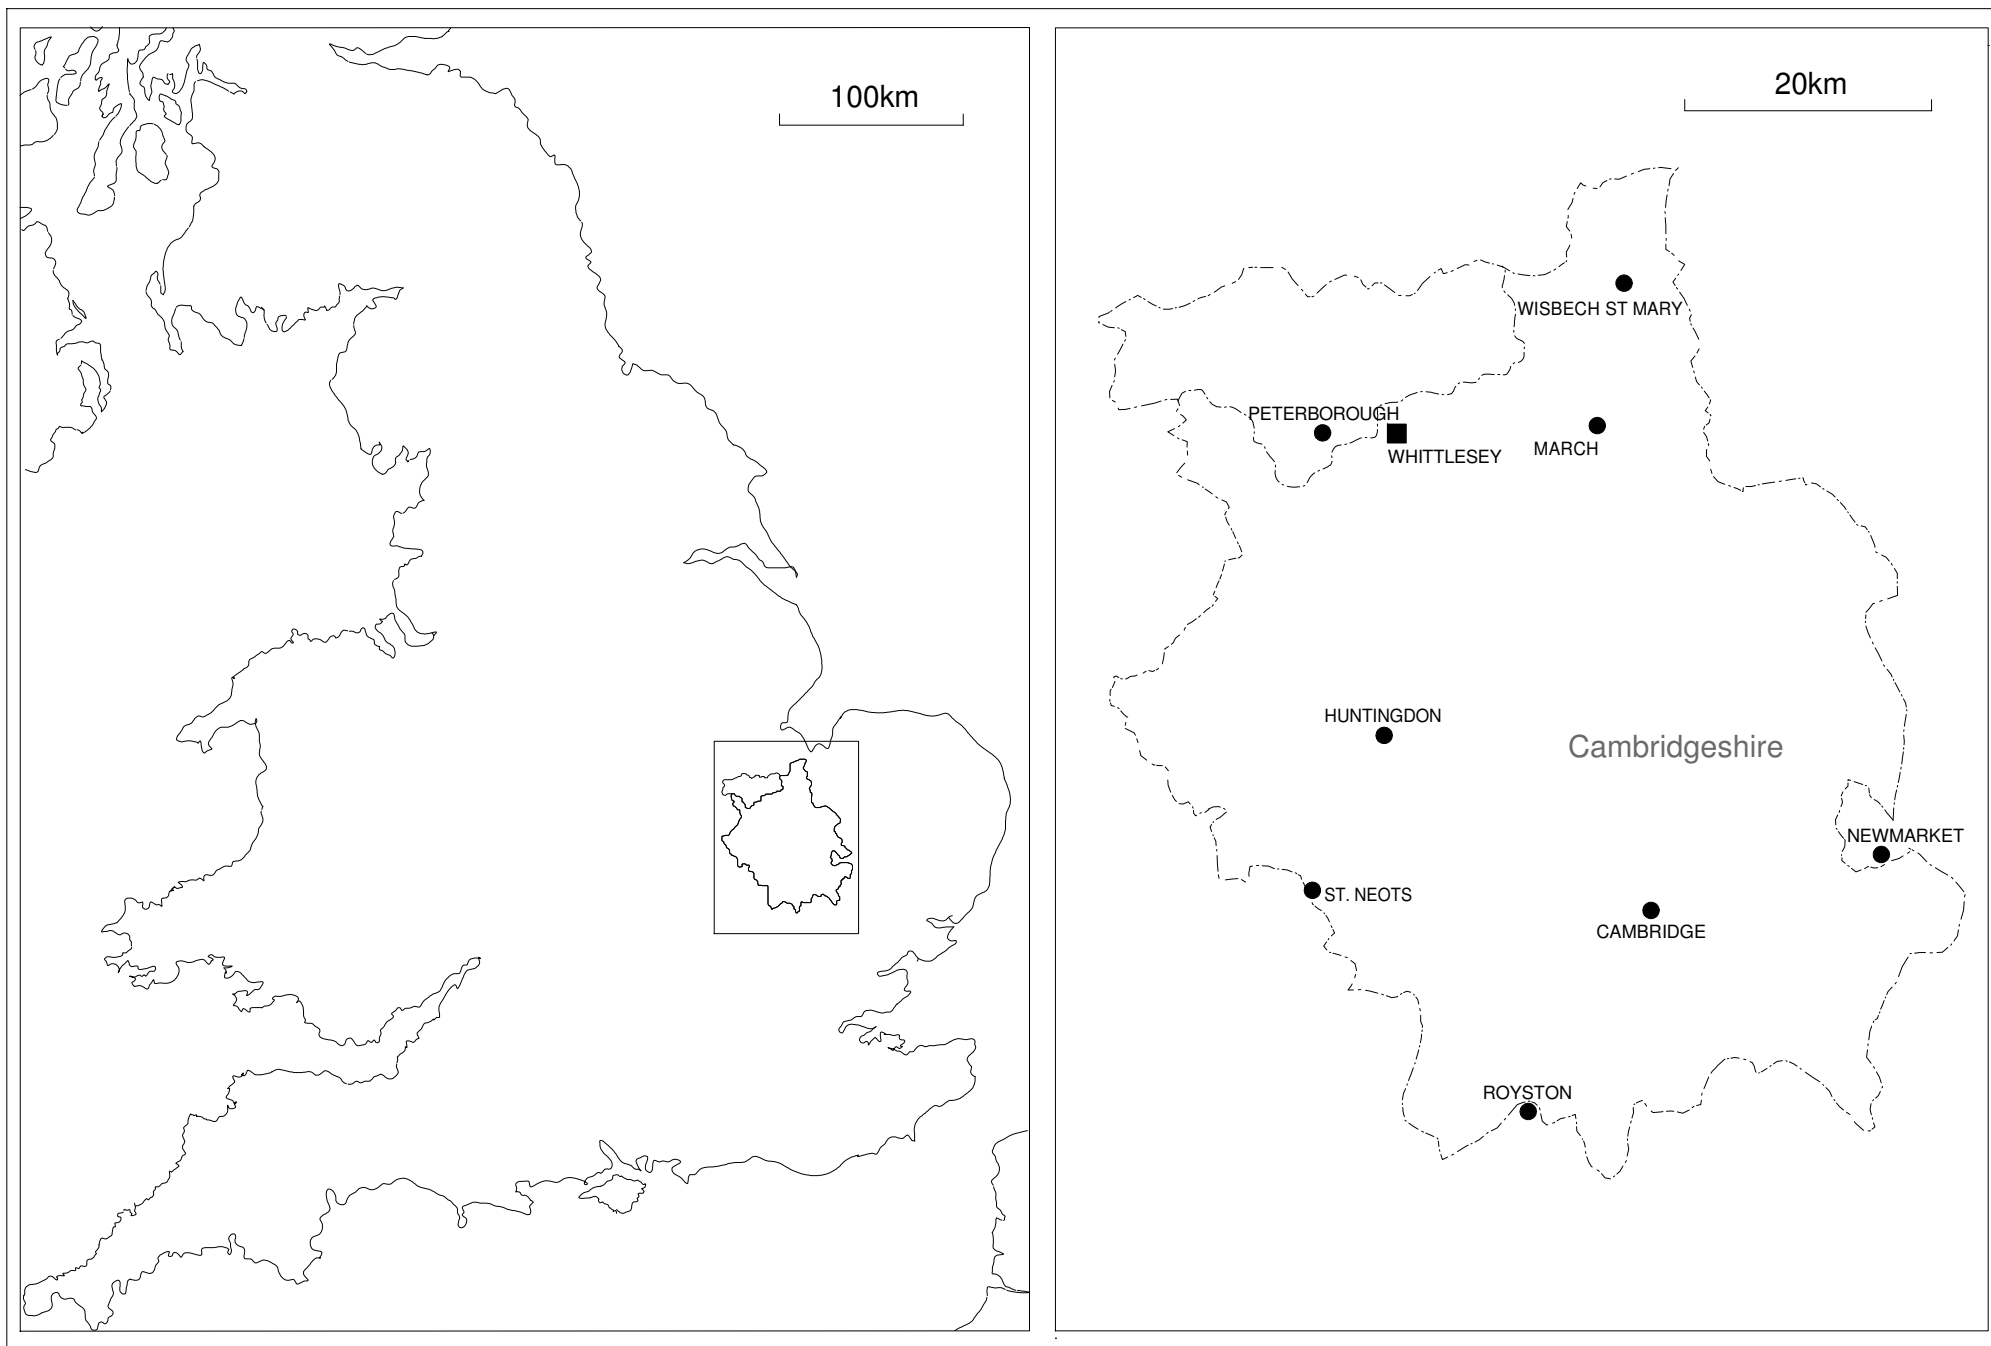 100km
20km
WISBECH ST MARY
PETERBOROUGH
WHITTLESEY
MARCH
HUNTINGDON
Cambridgeshire
NEWMARKET
ST. NEOTS
CAMBRIDGE
ROYSTON